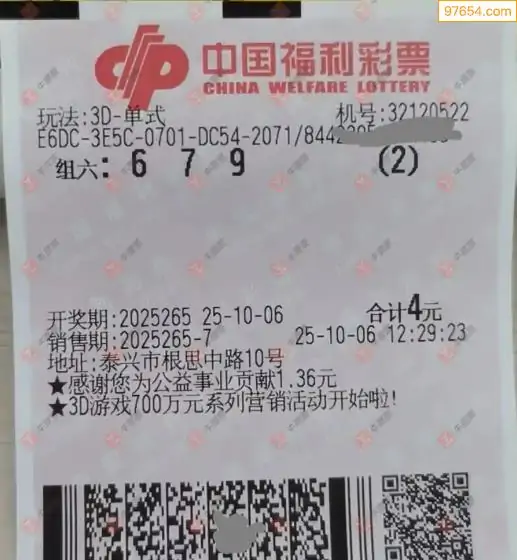 97654.com
中国福利彩票
CHINA WELFARE LOTTERY
玩法:3D-单式 机号:32120522
E6DC-3E5C-0701-DC54-2071/844
组六: 6 7 9 (2)
开奖期:2025265 25-10-06 合计4元
销售期:2025265-7 25-10-06 12:29:23
地址:泰兴市根思中路10号
★感谢您为公益事业贡献1.36元
★3D游戏700万元系列营销活动开始啦!